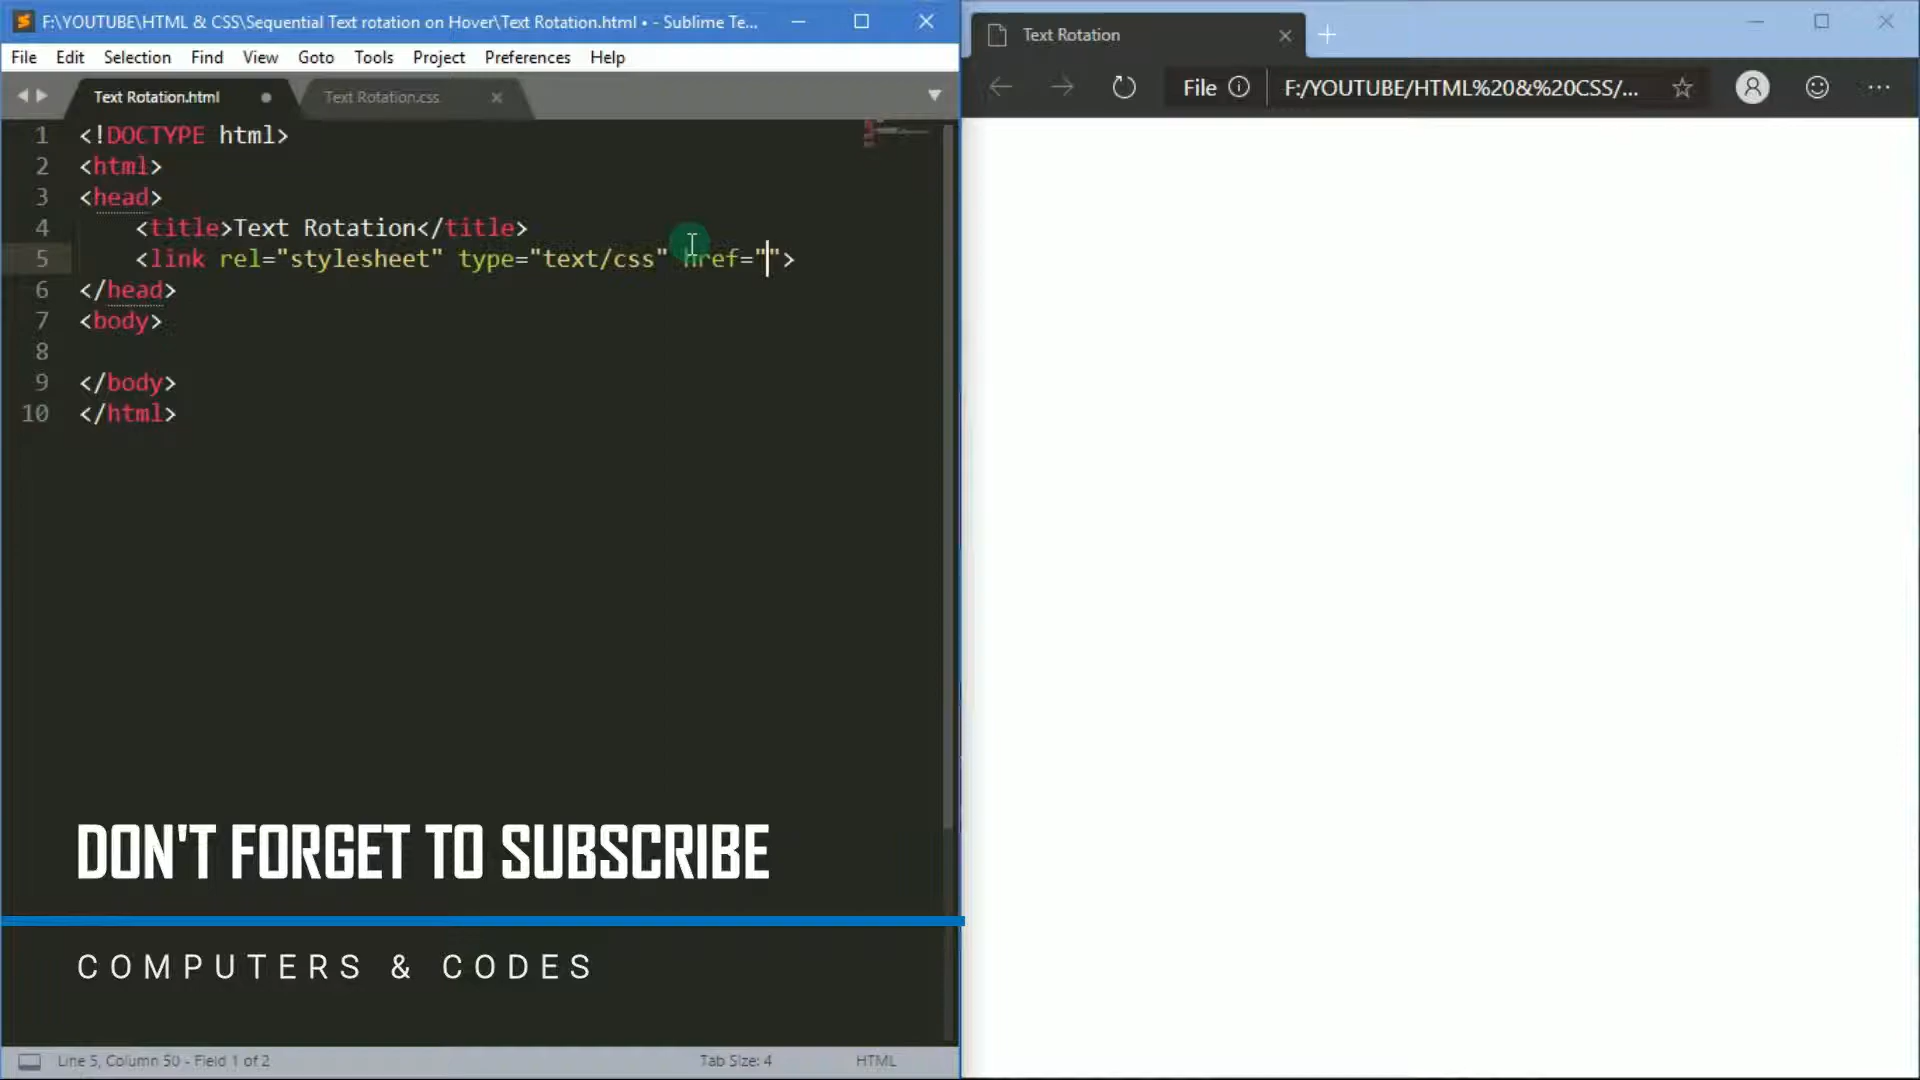 F:\YOUTUBE\HTML & CSS\Sequential Text rotation on Hover\Text Rotation.html • - Sublime Te...
File Edit Selection Find View Goto Tools Project Preferences Help
Text Rotation.html
Text Rotation.css
1 <!DOCTYPE html>
2 <html>
3 <head>
4 <title>Text Rotation</title>
5 <link rel="stylesheet" type="text/css" href="">
6 </head>
7 <body>
8
9 </body>
10 </html>
DON'T FORGET TO SUBSCRIBE
COMPUTERS & CODES
Line 5, Column 50 - Field 1 of 2
Tab Size: 4
HTML
Text Rotation
File
F:/YOUTUBE/HTML%20&%20CSS/...